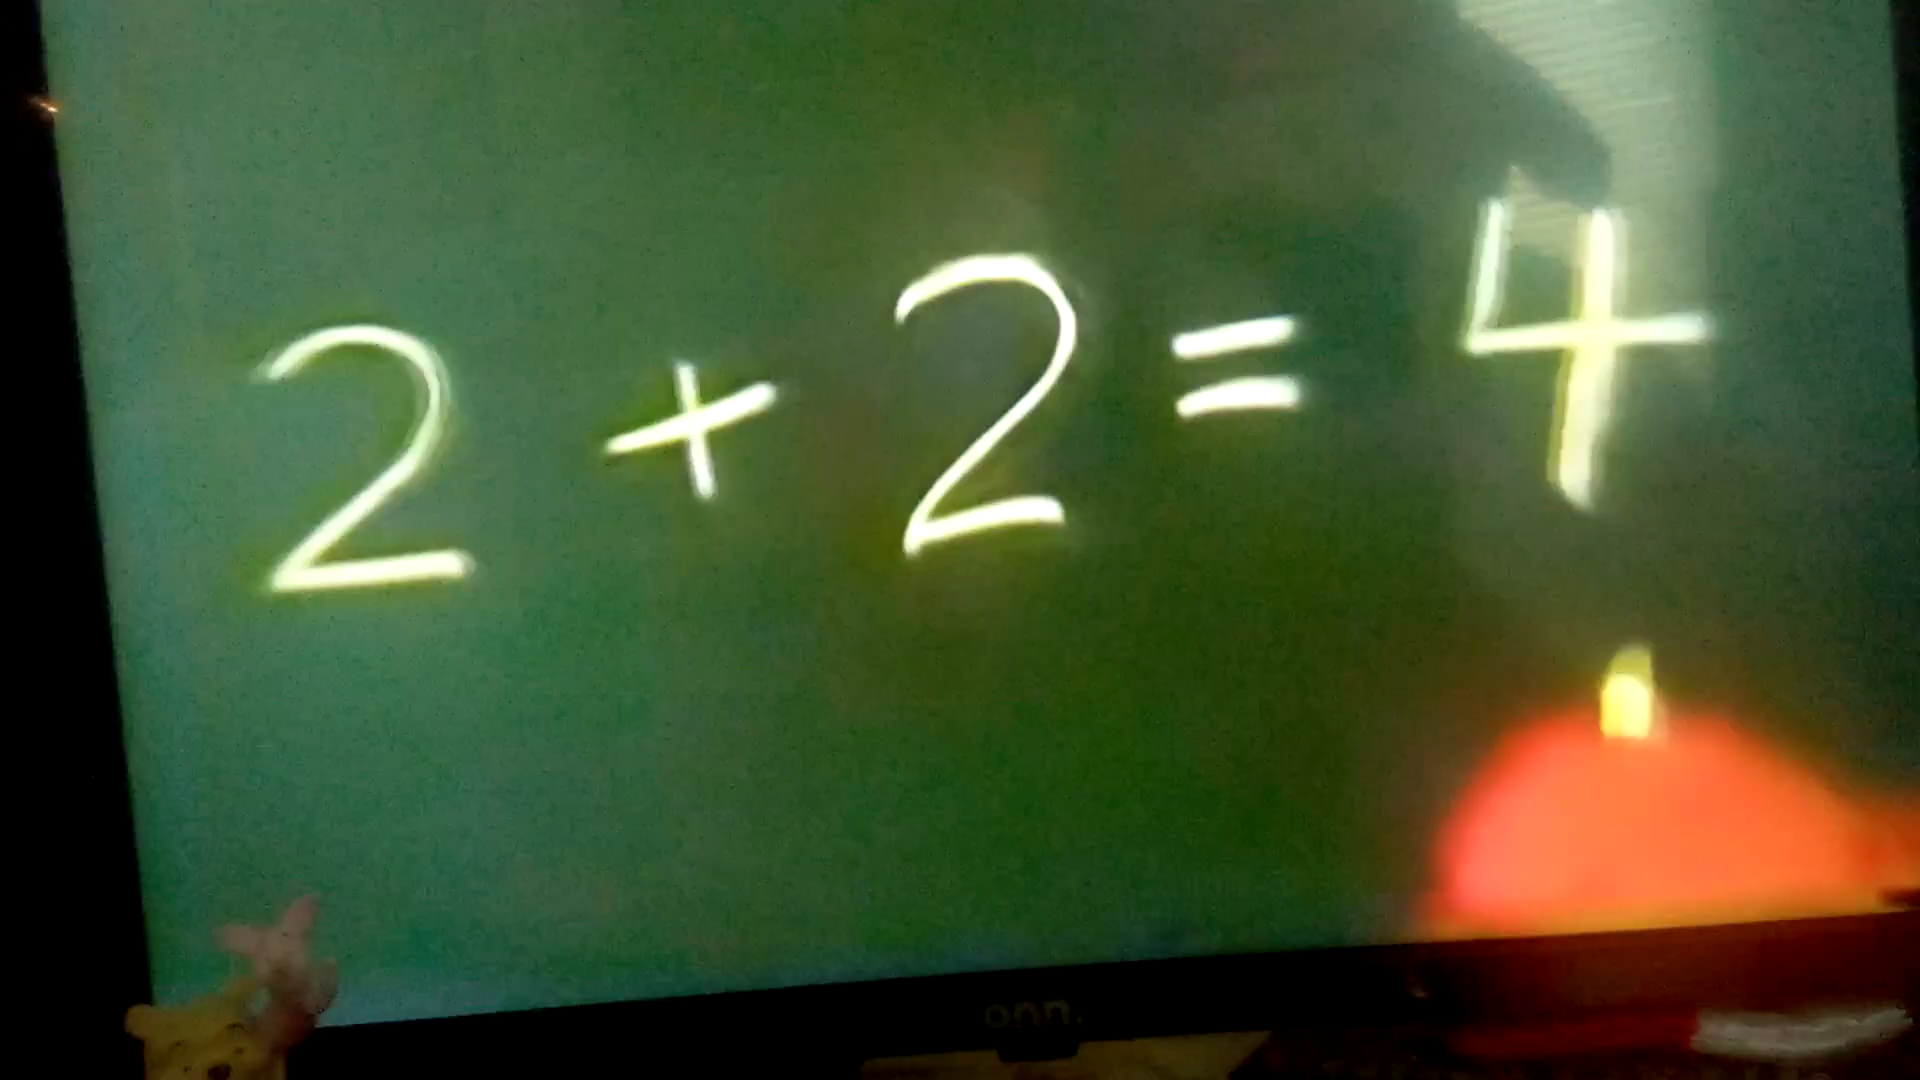 2 + 2 = 4
onn.